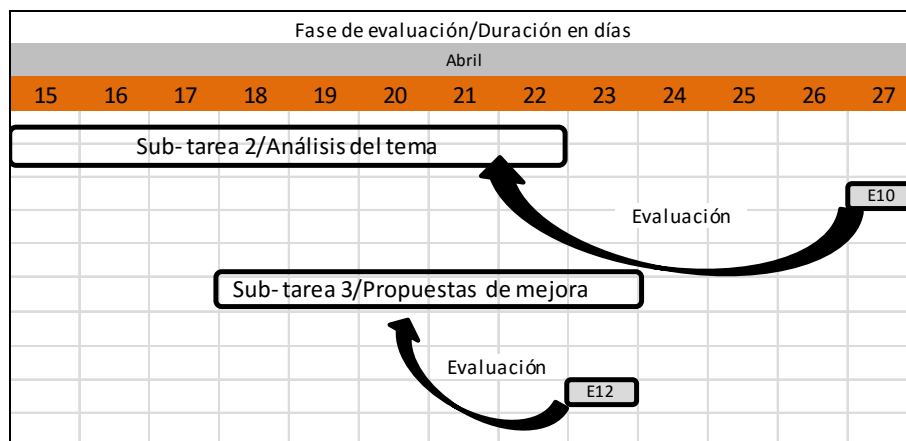 Fase de evaluación/Duración en días
Abril
15 16 17 18 19 20 21 22 23 24 25 26 27
Sub- tarea 2/Análisis del tema
E10
Evaluación
Sub- tarea 3/Propuestas de mejora
Evaluación
E12